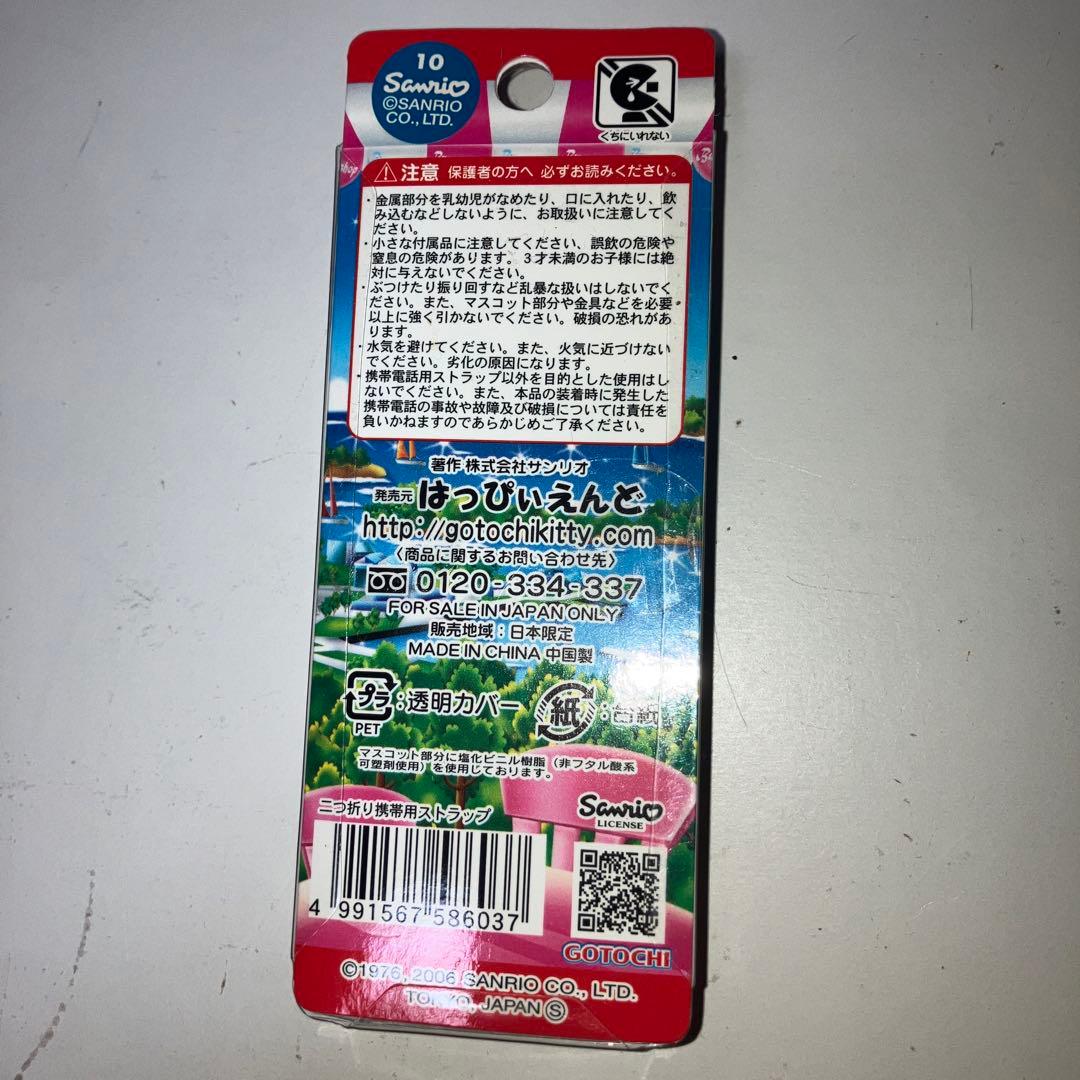 10
Sanrio
©SANRIO
CO., LTD.
くちにいれない
注意 保護者の方へ 必ずお読みください。
・金属部分を乳幼児がなめたり、口に入れたり、飲
み込むなどしないように、お取扱いに注意してく
ださい。
・小さな付属品に注意してください、誤飲の危険や
窒息の危険があります。3才未満のお子様には絶
対に与えないでください。
・ぶつけたり振り回すなど乱暴な扱いはしないでく
ださい。また、マスコット部分や金具などを必要
以上に強く引かないでください。破損の恐れがあ
ります。
・水気を避けてください。また、火気に近づけない
でください。劣化の原因になります。
・携帯電話用ストラップ以外を目的とした使用はし
ないでください。また、本品の装着時に発生した
携帯電話の事故や故障及び破損については責任を
負いかねますのであらかじめご了承ください。
著作 株式会社サンリオ
発売元 はっぴぃえんど
http://gotochikitty.com
〈商品に関するお問い合わせ先〉
0120-334-337
FOR SALE IN JAPAN ONLY
販売地域：日本限定
MADE IN CHINA 中国製
プラ：透明カバー 紙：台紙
PET
マスコット部分に塩化ビニル樹脂（非フタル酸系
可塑剤使用）を使用しております。
二つ折り携帯用ストラップ
Sanrio
LICENSE
4 991567 586037
GOTOCHI
©1976, 2006 SANRIO CO., LTD.
TOKYO, JAPAN Ⓢ